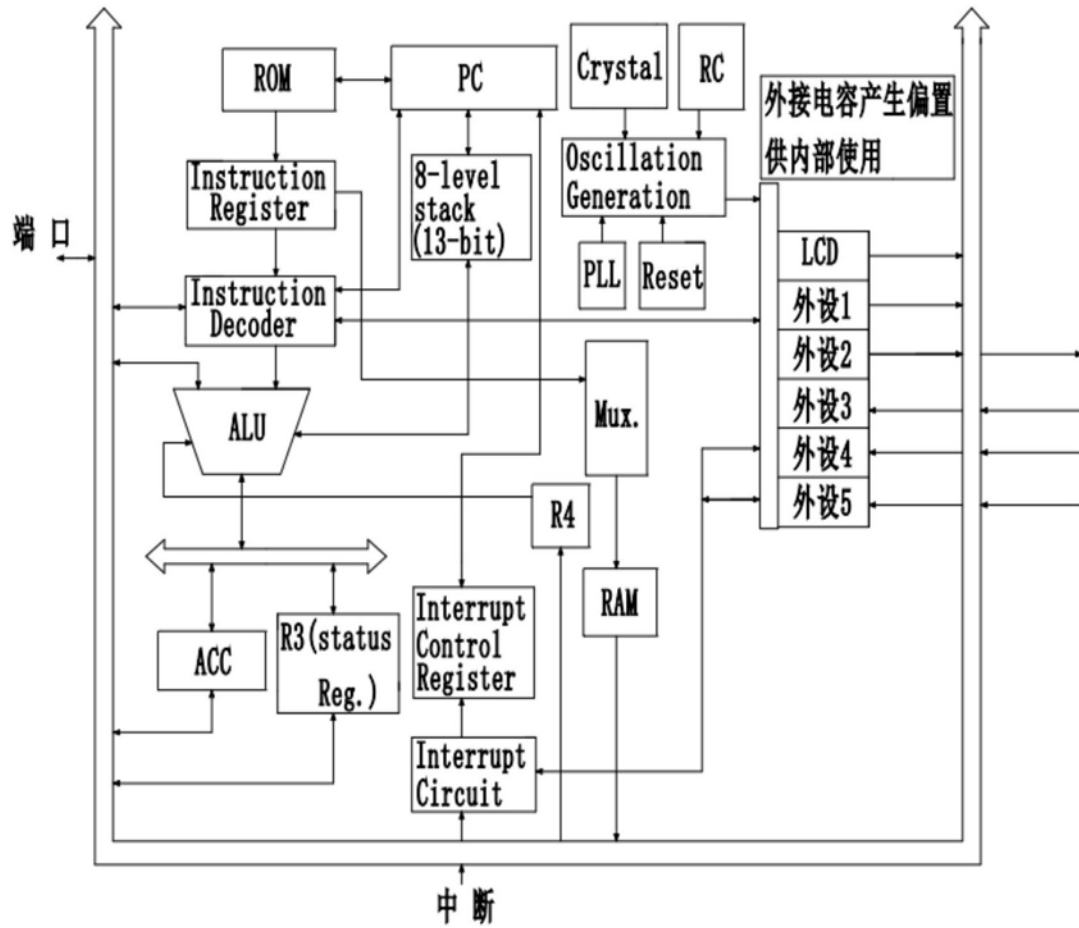 ROM
PC
Crystal
RC
外接电容产生偏置
供内部使用
Instruction
Register
8-level
stack
(13-bit)
Oscillation
Generation
端 口
PLL
Reset
LCD
Instruction
Decoder
外设1
外设2
ALU
Mux.
外设3
外设4
外设5
R4
RAM
ACC
R3(status
Reg.)
Interrupt
Control
Register
Interrupt
Circuit
中 断